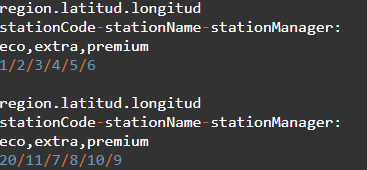 region.latitud.longitud
stationCode-stationName-stationManager:
eco,extra,premium
1/2/3/4/5/6
region.latitud.longitud
stationCode-stationName-stationManager:
eco,extra,premium
20/11/7/8/10/9